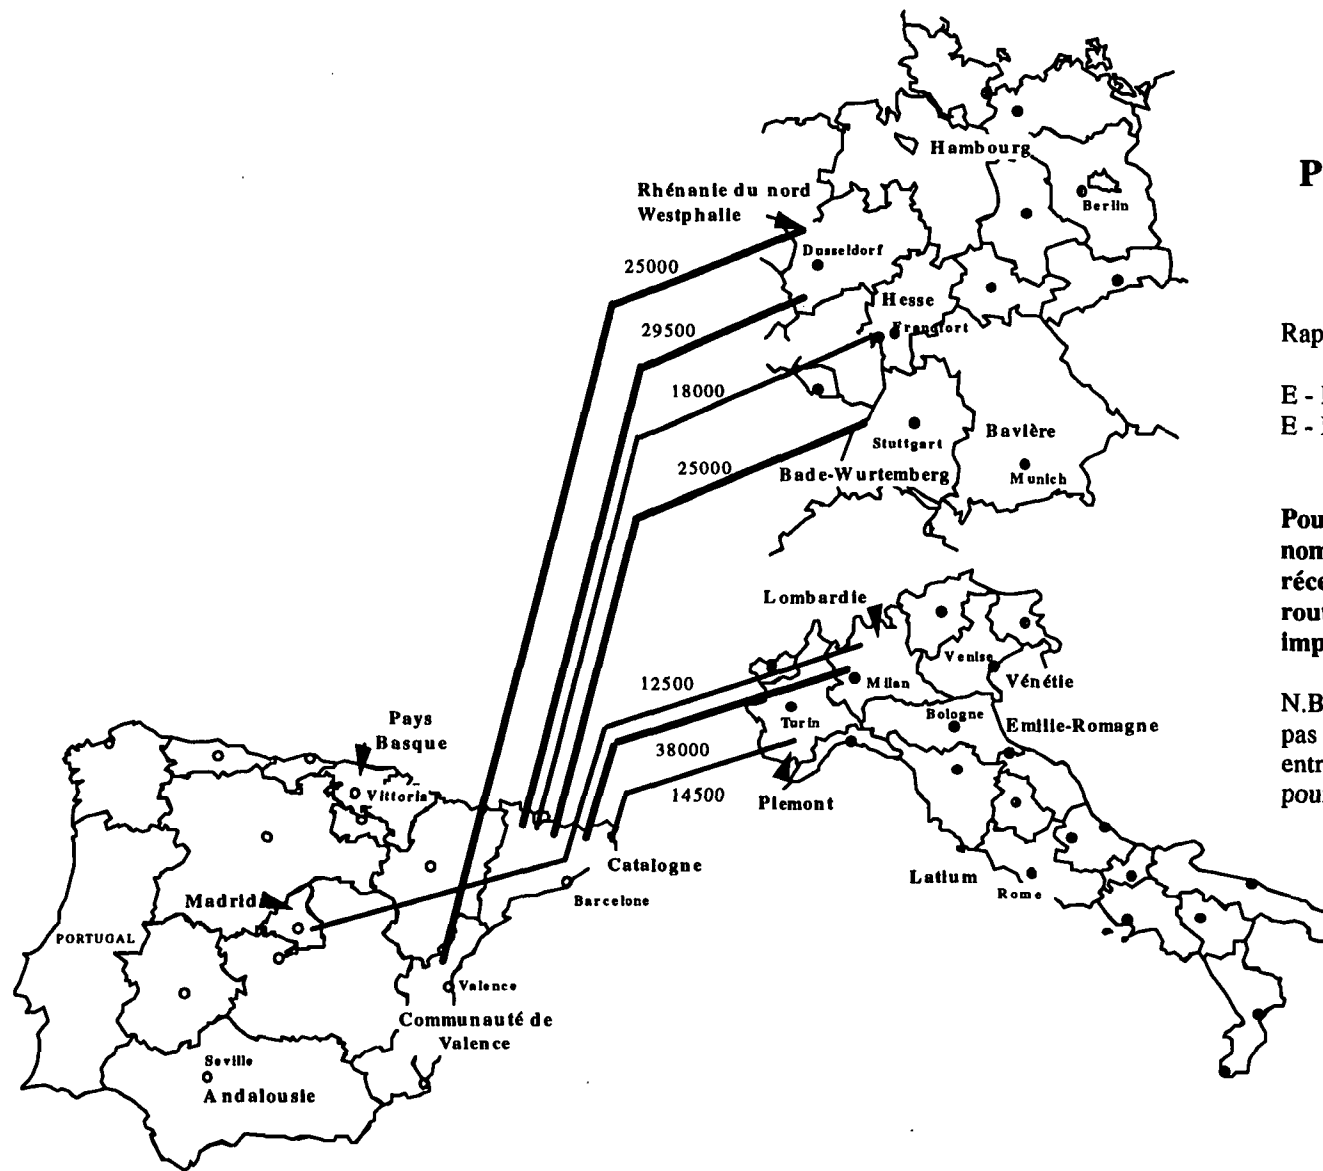 Hambourg
P
Rhénanie du nord
Westphalie
Berlin
Dusseldorf
25000
Hesse
29500
Francfort
Rap
18000
E -
E -
Bavière
Stuttgart
25000
Bade-Wurtemberg
Munich
Pou
nom
réce
rout
imp
Lombardie
Venise
Vénétie
12500
Milan
Turin
Bologne
Emilie-Romagne
N.B
pas
entr
pou
38000
14500
Piemont
Pays
Basque
Vittoria
Catalogne
Barcelone
Latium
Rome
Madrid
PORTUGAL
Valence
Communauté de
Valence
Seville
Andalousie